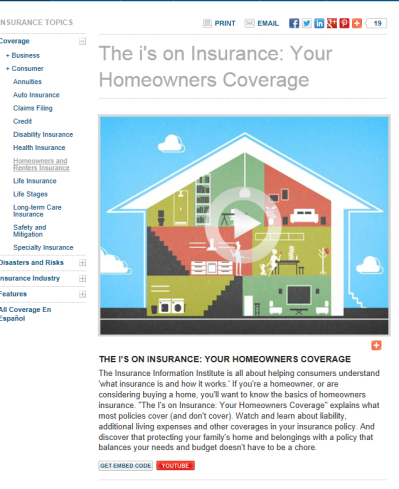 INSURANCE TOPICS
PRINT
EMAIL
19
Coverage
+ Business
+ Consumer
Annuities
Auto Insurance
Claims Filing
Credit
Disability Insurance
Health Insurance
Homeowners and
Renters Insurance
Life Insurance
Life Stages
Long-term Care
Insurance
Safety and
Mitigation
Specialty Insurance
Disasters and Risks
Insurance Industry
Features
All Coverage En
Español
The i's on Insurance: Your
Homeowners Coverage
THE I'S ON INSURANCE: YOUR HOMEOWNERS COVERAGE
The Insurance Information Institute is all about helping consumers understand
'what insurance is and how it works.' If you're a homeowner, or are
considering buying a home, you'll want to know the basics of homeowners
insurance. "The I's on Insurance: Your Homeowners Coverage" explains what
most policies cover (and don't cover). Watch and learn about liability,
additional living expenses and other coverages in your insurance policy. And
discover that protecting your family's home and belongings with a policy that
balances your needs and budget doesn't have to be a chore.
GET EMBED CODE
YOUTUBE